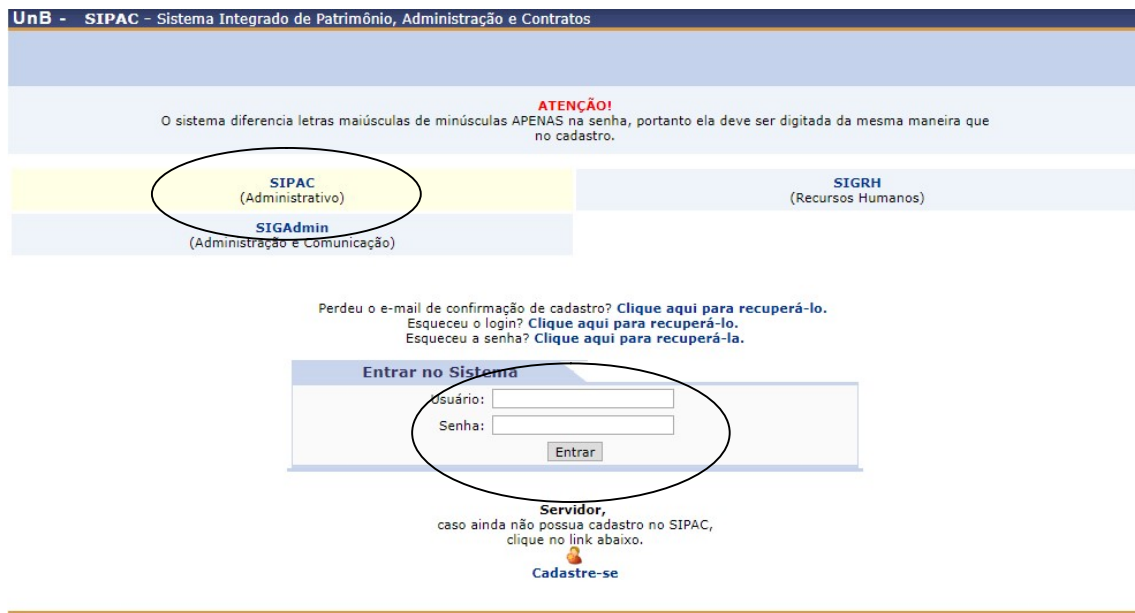 UnB - SIPAC - Sistema Integrado de Patrimônio, Administração e Contratos
ATENÇÃO!
O sistema diferencia letras maiúsculas de minúsculas APENAS na senha, portanto ela deve ser digitada da mesma maneira que
no cadastro.
SIPAC
(Administrativo)
SIGRH
(Recursos Humanos)
SIGAdmin
(Administração e Comunicação)
Perdeu o e-mail de confirmação de cadastro? Clique aqui para recuperá-lo.
Esqueceu o login? Clique aqui para recuperá-lo.
Esqueceu a senha? Clique aqui para recuperá-la.
Entrar no Sistema
Usuário:
Senha:
Entrar
Servidor,
caso ainda não possua cadastro no SIPAC,
clique no link abaixo.
Cadastre-se